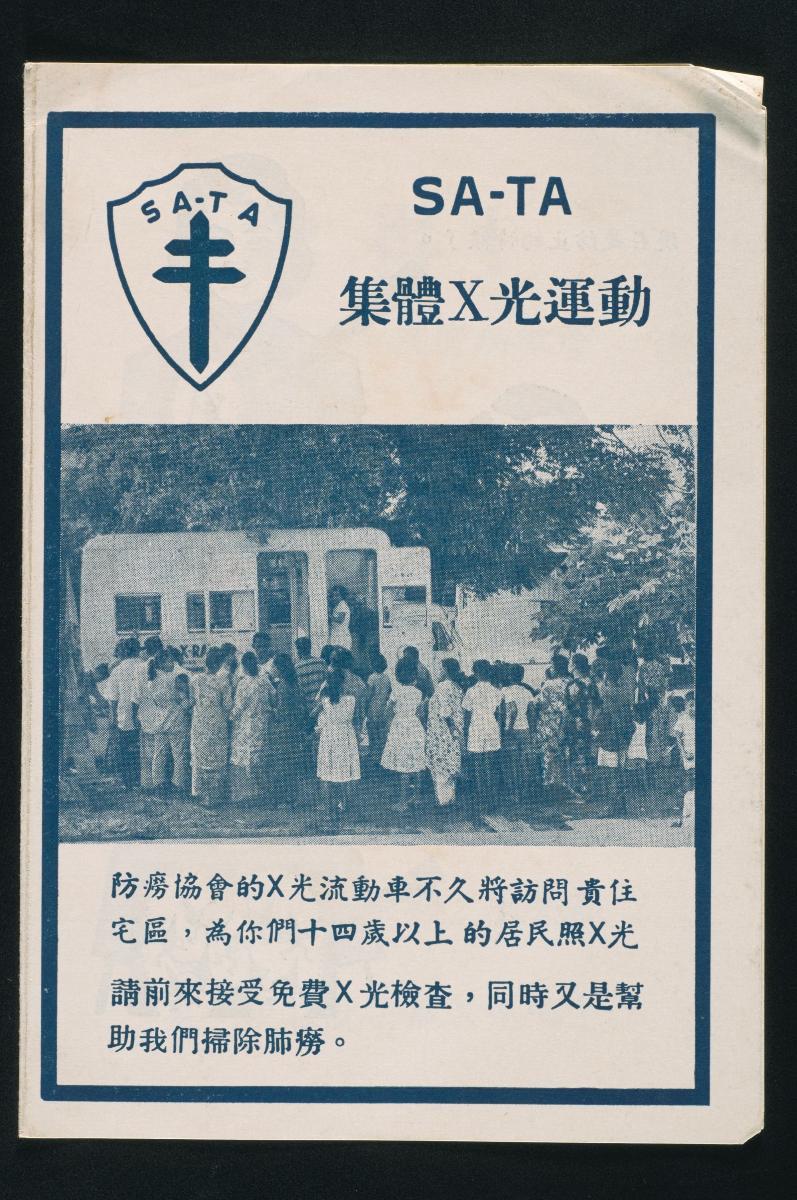 SA-TA
SA-TA
集體X光運動
X-RA
防癆協會的X光流動車不久將訪問貴住
宅區，為你們十四歲以上的居民照X光
請前來接受免費X光檢查，同時又是幫
助我們掃除肺癆。